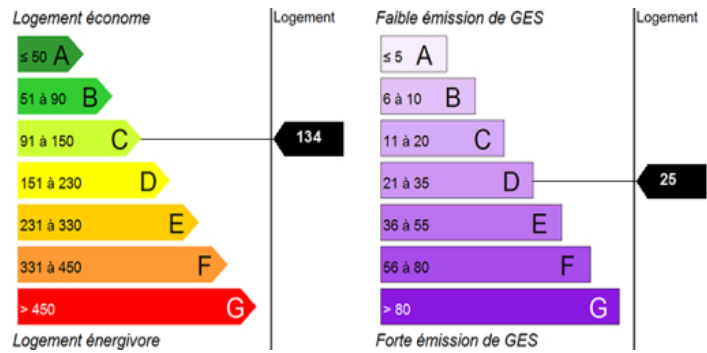 Logement économe
Logement
≤ 50 A
51 à 90 B
91 à 150 C
134
151 à 230 D
231 à 330 E
331 à 450 F
> 450 G
Logement énergivore
Faible émission de GES
Logement
≤ 5 A
6 à 10 B
11 à 20 C
21 à 35 D
25
36 à 55 E
56 à 80 F
> 80 G
Forte émission de GES